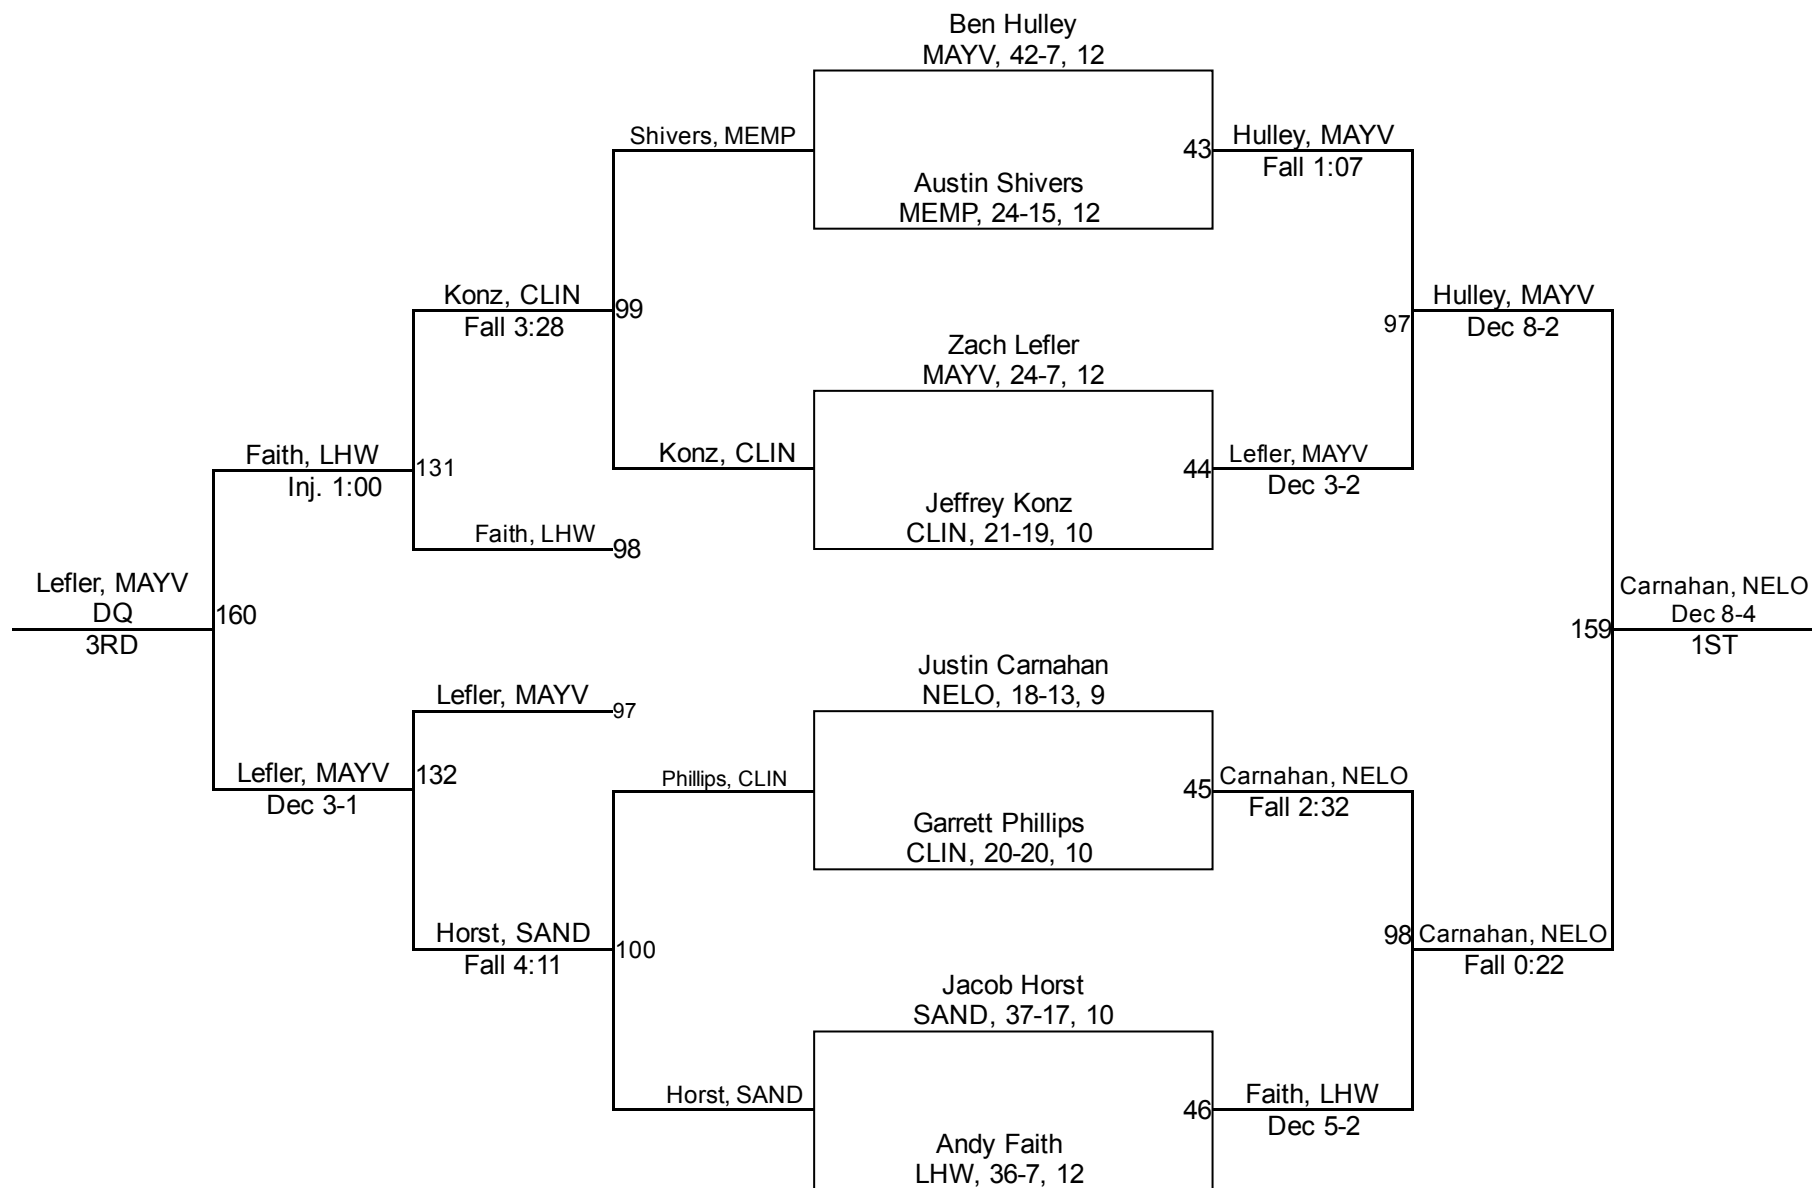 Ben Hulley
MAYV, 42-7, 12
Shivers, MEMP
43
Hulley, MAYV
Fall 1:07
Austin Shivers
MEMP, 24-15, 12
Konz, CLIN
Fall 3:28
99
97
Hulley, MAYV
Dec 8-2
Zach Lefler
MAYV, 24-7, 12
Konz, CLIN
44
Lefler, MAYV
Dec 3-2
Faith, LHW
Inj. 1:00
131
Jeffrey Konz
CLIN, 21-19, 10
Faith, LHW
98
Lefler, MAYV
DQ
3RD
160
159
Carnahan, NELO
Dec 8-4
1ST
Justin Carnahan
NELO, 18-13, 9
Lefler, MAYV
97
Lefler, MAYV
Dec 3-1
132
Phillips, CLIN
45
Carnahan, NELO
Fall 2:32
Garrett Phillips
CLIN, 20-20, 10
Horst, SAND
Fall 4:11
100
98
Carnahan, NELO
Fall 0:22
Jacob Horst
SAND, 37-17, 10
Horst, SAND
46
Faith, LHW
Dec 5-2
Andy Faith
LHW, 36-7, 12